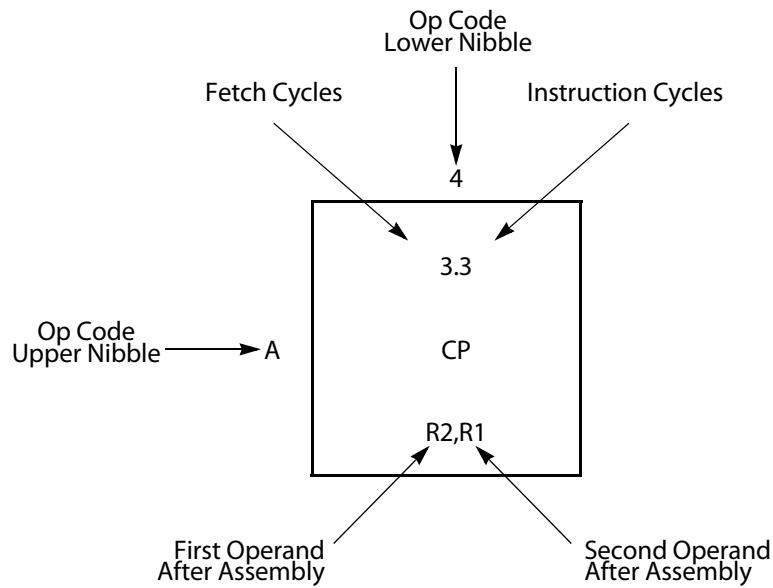 Op Code
Lower Nibble
Fetch Cycles
Instruction Cycles
4
3.3
Op Code
Upper Nibble
A
CP
R2,R1
First Operand
After Assembly
Second Operand
After Assembly